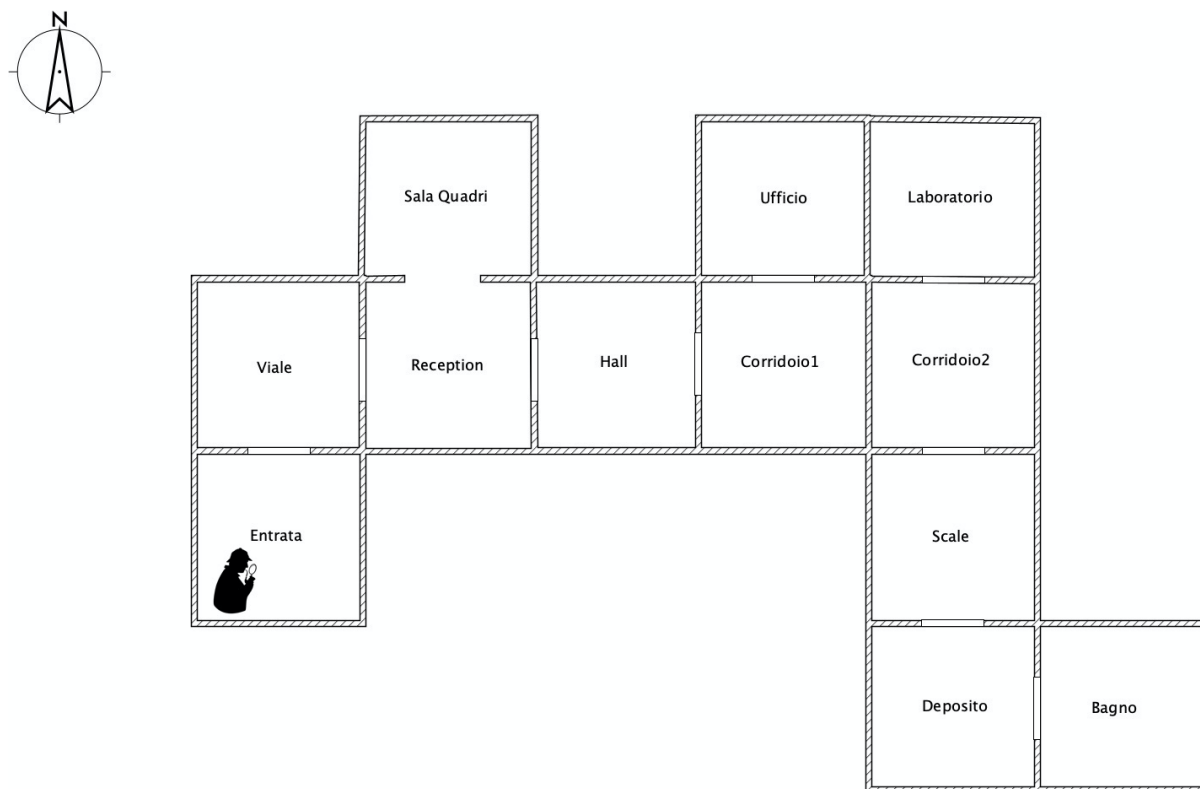 N
Sala Quadri
Ufficio
Laboratorio
Viale
Reception
Hall
Corridoio1
Corridoio2
Entrata
Scale
Deposito
Bagno